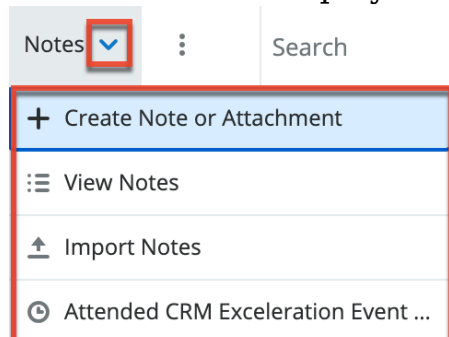 Notes
Search
Create Note or Attachment
View Notes
Import Notes
Attended CRM Exceleration Event ...